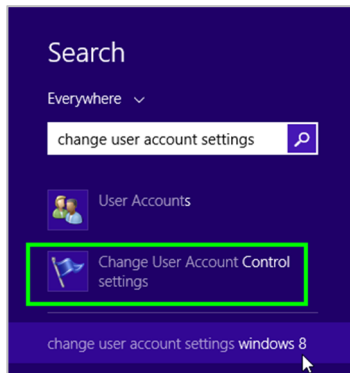 Search
Everywhere
change user account settings
User Accounts
Change User Account Control
settings
change user account settings windows 8